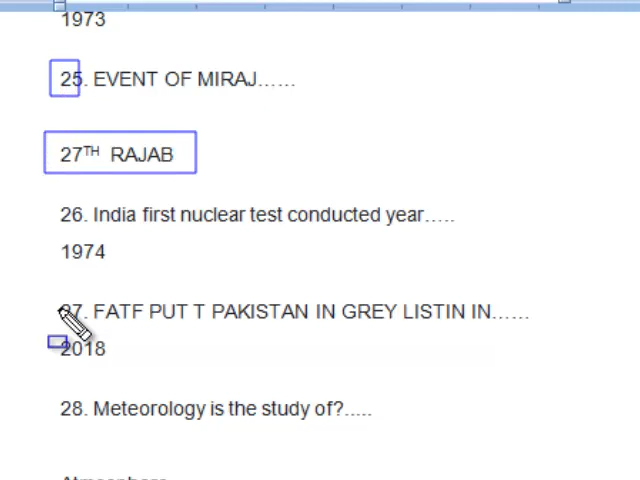 1973
25. EVENT OF MIRAJ……
27TH RAJAB
26. India first nuclear test conducted year…..
1974
27. FATF PUT T PAKISTAN IN GREY LISTIN IN……
2018
28. Meteorology is the study of?.....
Atmosphere